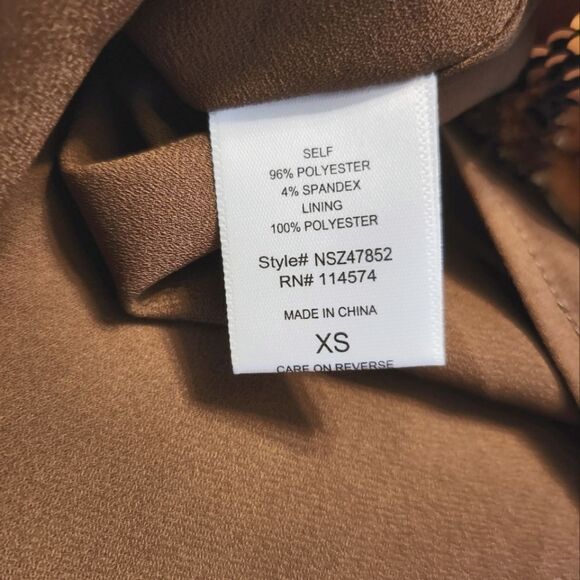 SELF
96% POLYESTER
4% SPANDEX
LINING
100% POLYESTER
Style# NSZ47852
RN# 114574
MADE IN CHINA
XS
CARE ON REVERSE